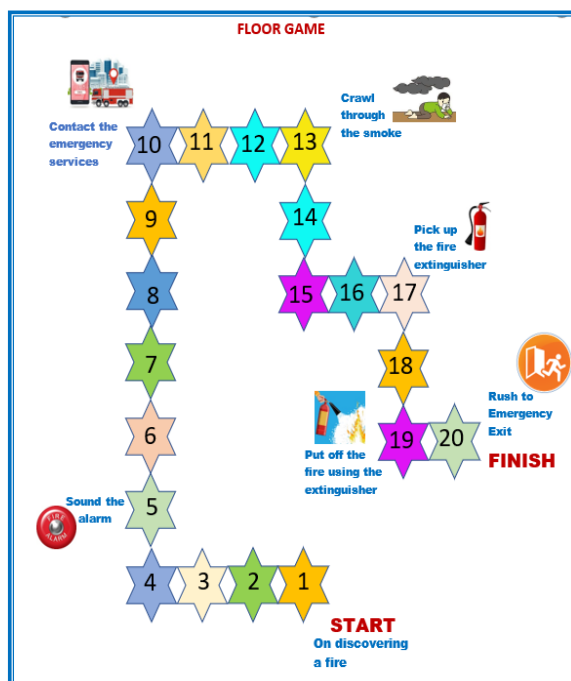 FLOOR GAME
Contact the
emergency
services
Crawl
through
the smoke
10
11
12
13
9
14
Pick up
the fire
extinguisher
8
15
16
17
7
18
Rush to
Emergency
Exit
6
19
20
FINISH
Put off the
fire using the
extinguisher
Sound the
alarm
5
FIRE
ALARM
4
3
2
1
START
On discovering
a fire